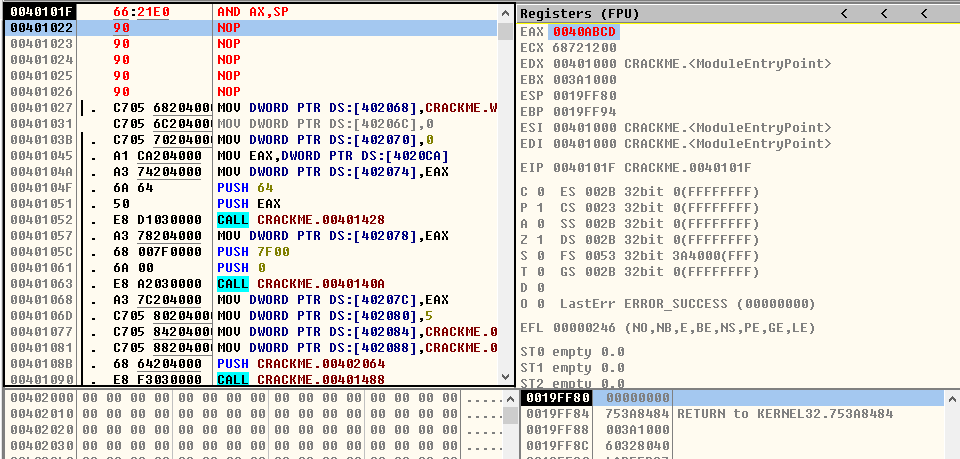 0040101F 66:21E0 AND AX,SP
00401022 90 NOP
00401023 90 NOP
00401024 90 NOP
00401025 90 NOP
00401026 90 NOP
00401027 . C705 68204000 MOV DWORD PTR DS:[402068],CRACKME.W
00401031 C705 6C204000 MOV DWORD PTR DS:[40206C],0
0040103B . C705 70204000 MOV DWORD PTR DS:[402070],0
00401045 . A1 CA204000 MOV EAX,DWORD PTR DS:[4020CA]
0040104A . A3 74204000 MOV DWORD PTR DS:[402074],EAX
0040104F . 6A 64 PUSH 64
00401051 . 50 PUSH EAX
00401052 . E8 D1030000 CALL CRACKME.00401428
00401057 . A3 78204000 MOV DWORD PTR DS:[402078],EAX
0040105C . 68 007F0000 PUSH 7F00
00401061 . 6A 00 PUSH 0
00401063 . E8 A2030000 CALL CRACKME.0040140A
00401068 . A3 7C204000 MOV DWORD PTR DS:[40207C],EAX
0040106D . C705 80204000 MOV DWORD PTR DS:[402080],5
00401077 . C705 84204000 MOV DWORD PTR DS:[402084],CRACKME.0
00401081 . C705 88204000 MOV DWORD PTR DS:[402088],CRACKME.0
0040108B . 68 64204000 PUSH CRACKME.00402064
00401090 . E8 F3030000 CALL CRACKME.00401488
Registers (FPU) < < <
EAX 0040ABCD
ECX 68721200
EDX 00401000 CRACKME.<ModuleEntryPoint>
EBX 003A1000
ESP 0019FF80
EBP 0019FF94
ESI 00401000 CRACKME.<ModuleEntryPoint>
EDI 00401000 CRACKME.<ModuleEntryPoint>
EIP 0040101F CRACKME.0040101F
C 0 ES 002B 32bit 0(FFFFFFFF)
P 1 CS 0023 32bit 0(FFFFFFFF)
A 0 SS 002B 32bit 0(FFFFFFFF)
Z 1 DS 002B 32bit 0(FFFFFFFF)
S 0 FS 0053 32bit 3A4000(FFF)
T 0 GS 002B 32bit 0(FFFFFFFF)
D 0
O 0 LastErr ERROR_SUCCESS (00000000)
EFL 00000246 (NO,NB,E,BE,NS,PE,GE,LE)
ST0 empty 0.0
ST1 empty 0.0
ST2 empty 0.0
00402000 00 00 00 00 00 00 00 00 00 00 00 00 00 00 00 00 .....
00402010 00 00 00 00 00 00 00 00 00 00 00 00 00 00 00 00 .....
00402020 00 00 00 00 00 00 00 00 00 00 00 00 00 00 00 00 .....
00402030 00 00 00 00 00 00 00 00 00 00 00 00 00 00 00 00 .....
0019FF80 00000000
0019FF84 753A8484 RETURN to KERNEL32.753A8484
0019FF88 003A1000
0019FF8C 60328040